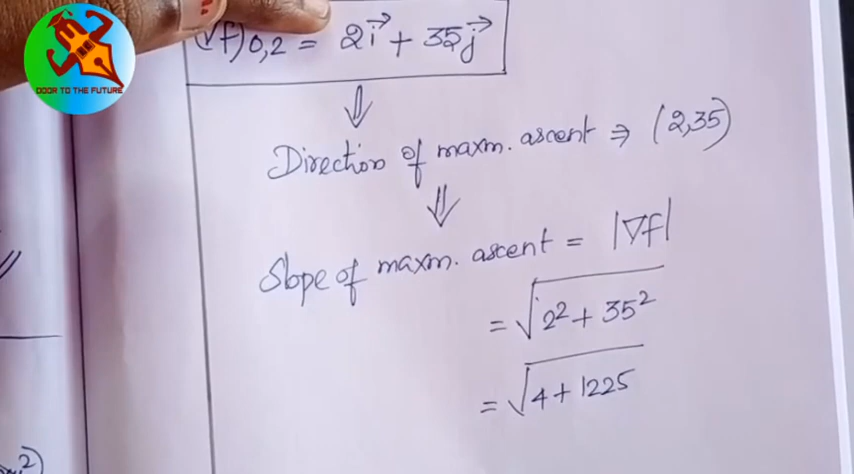 DOOR TO THE FUTURE
(∇f)0,2 = 2i⃗ + 35j⃗
⇓
Direction of maxm. ascent ⇒ (2,35)
⇓
Slope of maxm. ascent = |∇f|
= √2² + 35²
= √4 + 1225